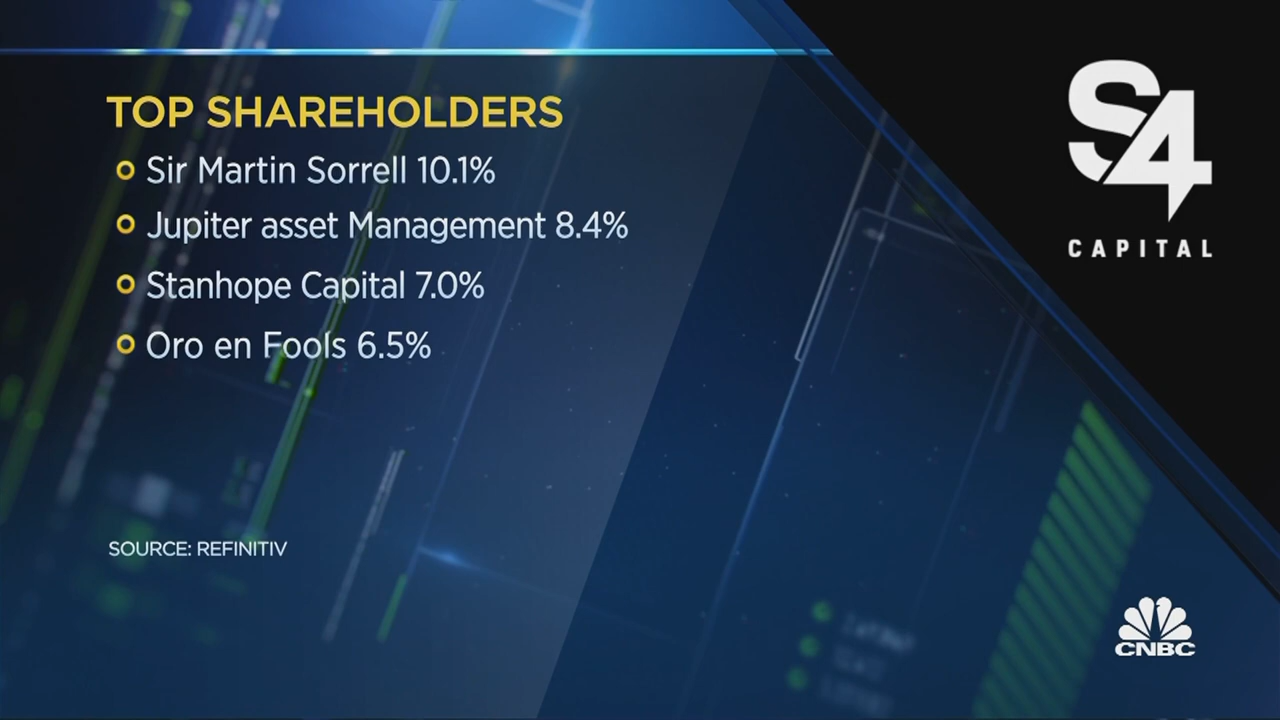 TOP SHAREHOLDERS
Sir Martin Sorrell 10.1%
Jupiter asset Management 8.4%
Stanhope Capital 7.0%
Oro en Fools 6.5%
SOURCE: REFINITIV
S4
CAPITAL
CNBC